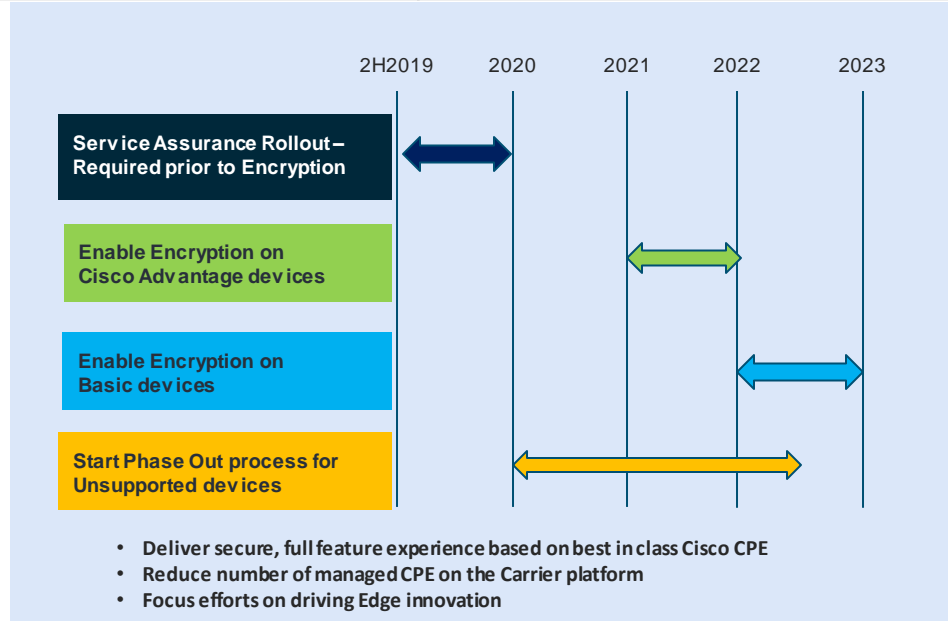 2H2019 2020 2021 2022 2023
Service Assurance Rollout –
Required prior to Encryption
Enable Encryption on
Cisco Advantage devices
Enable Encryption on
Basic devices
Start Phase Out process for
Unsupported devices
• Deliver secure, full feature experience based on best in class Cisco CPE
• Reduce number of managed CPE on the Carrier platform
• Focus efforts on driving Edge innovation